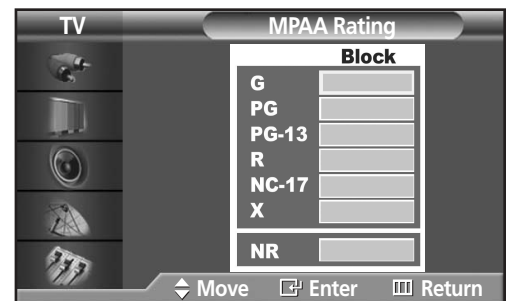 TV
MPAA Rating
Block
G
PG
PG-13
R
NC-17
X
NR
Move Enter Return